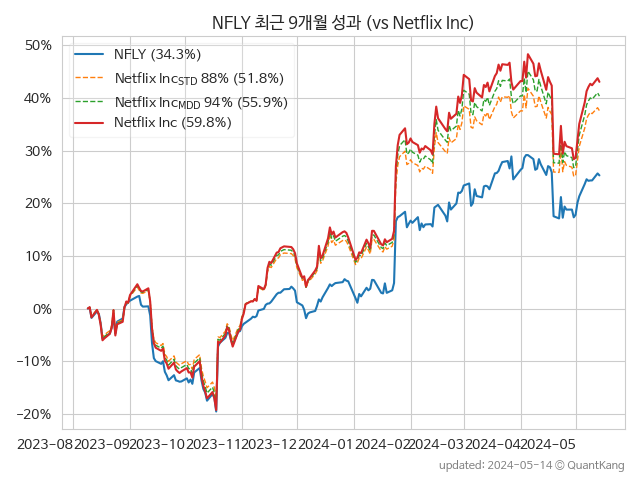 NFLY 최근 9개월 성과 (vs Netflix Inc)
50%
40%
30%
20%
10%
0%
−10%
−20%
NFLY (34.3%)
Netflix IncSTD 88% (51.8%)
Netflix IncMDD 94% (55.9%)
Netflix Inc (59.8%)
2023−08 2023−09 2023−10 2023−11 2023−12 2024−01 2024−02 2024−03 2024−04 2024−05
updated: 2024−05−14 © QuantKang